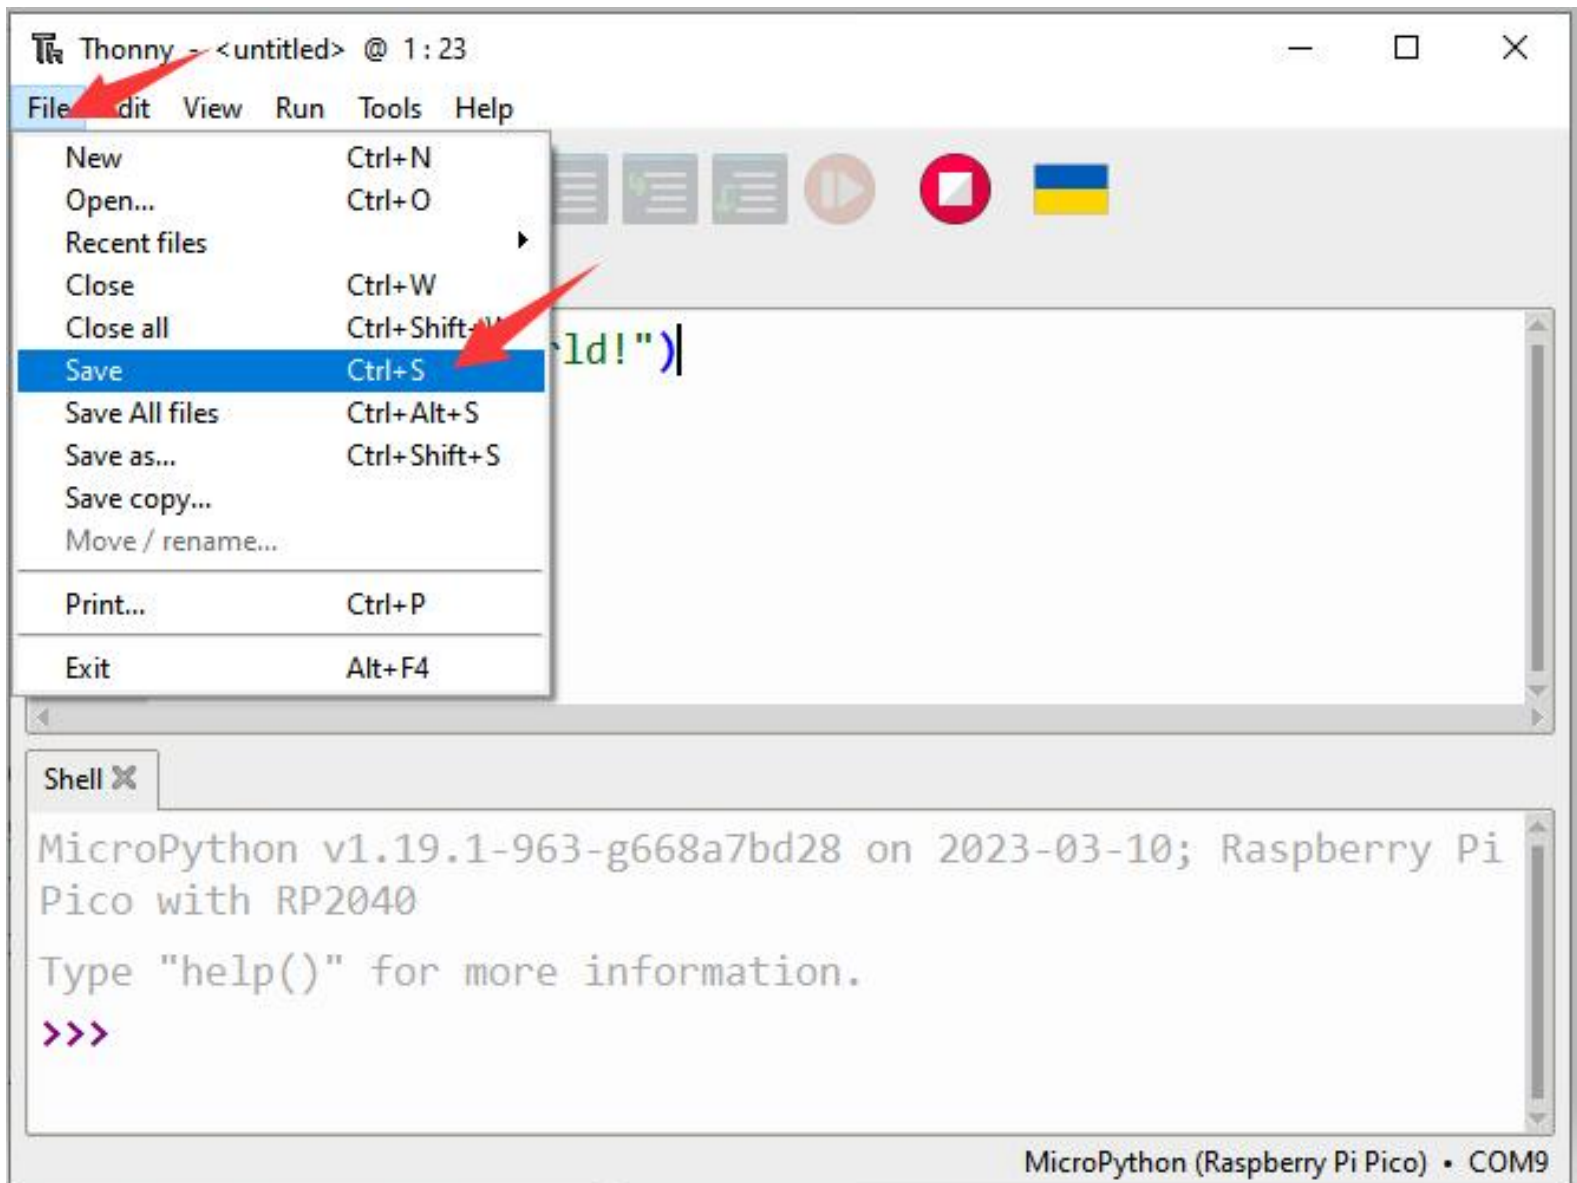 Thonny - <untitled> @ 1:23
File dit View Run Tools Help
New Ctrl+N
Open... Ctrl+O
Recent files
Close Ctrl+W
Close all Ctrl+Shift+W
Save Ctrl+S
Save All files Ctrl+Alt+S
Save as... Ctrl+Shift+S
Save copy...
Move / rename...
Print... Ctrl+P
Exit Alt+F4
rld!")
Shell
MicroPython v1.19.1-963-g668a7bd28 on 2023-03-10; Raspberry Pi
Pico with RP2040
Type "help()" for more information.
>>>
MicroPython (Raspberry Pi Pico) • COM9